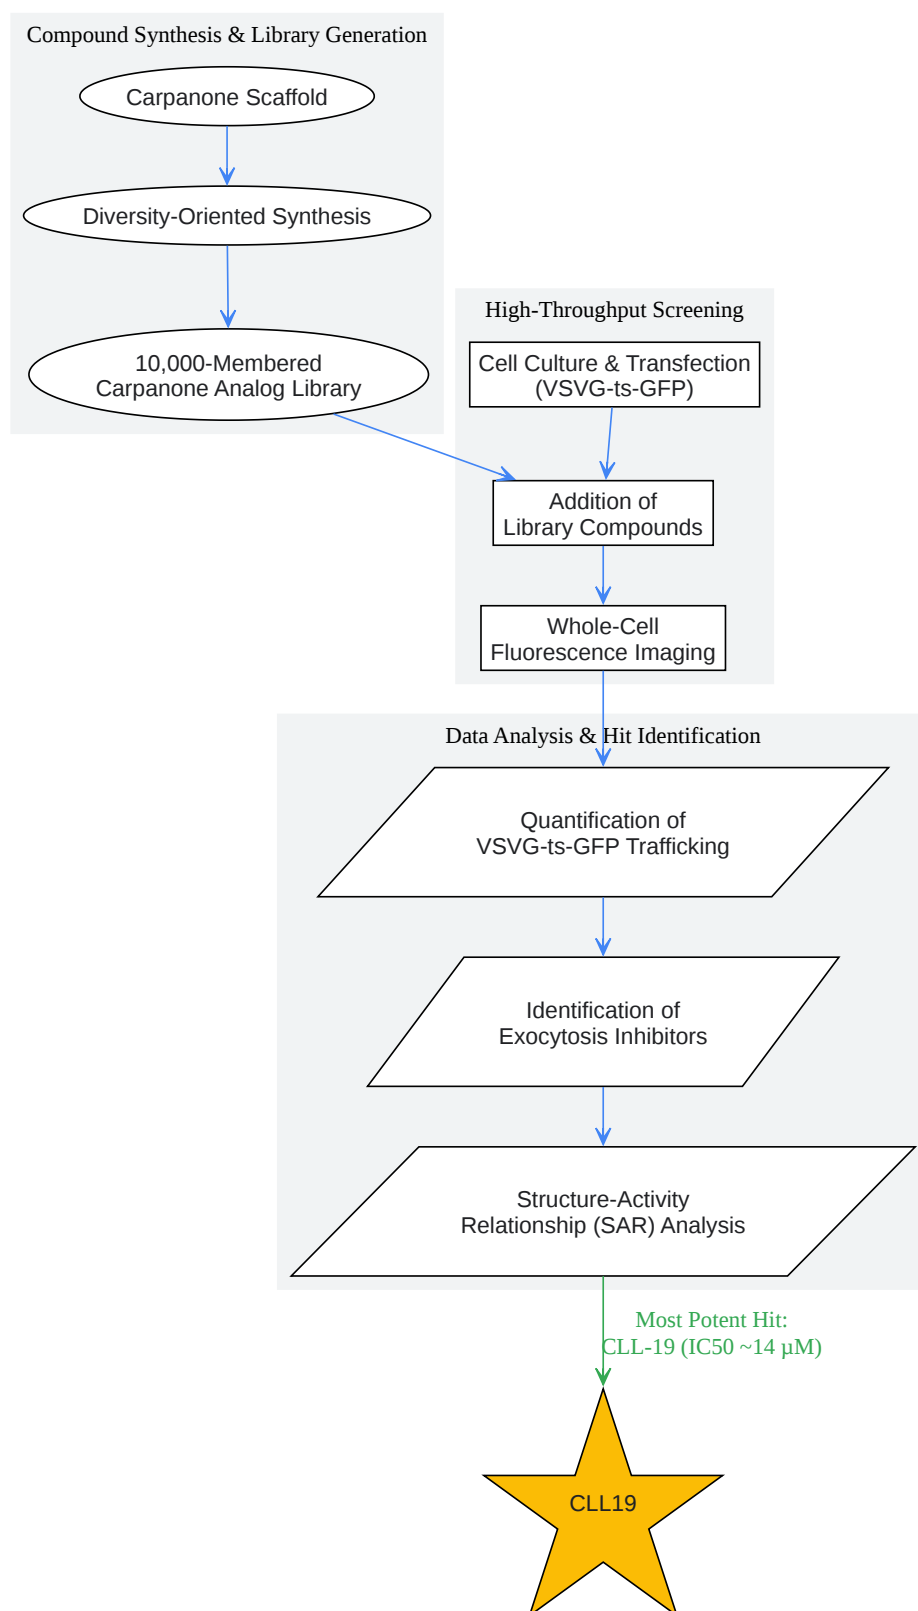 Compound Synthesis & Library Generation
Carpanone Scaffold
Diversity-Oriented Synthesis
10,000-Membered
Carpanone Analog Library
High-Throughput Screening
Cell Culture & Transfection
(VSVG-ts-GFP)
Addition of
Library Compounds
Whole-Cell
Fluorescence Imaging
Data Analysis & Hit Identification
Quantification of
VSVG-ts-GFP Trafficking
Identification of
Exocytosis Inhibitors
Structure-Activity
Relationship (SAR) Analysis
Most Potent Hit:
CLL-19 (IC50 ~14 µM)
CLL19